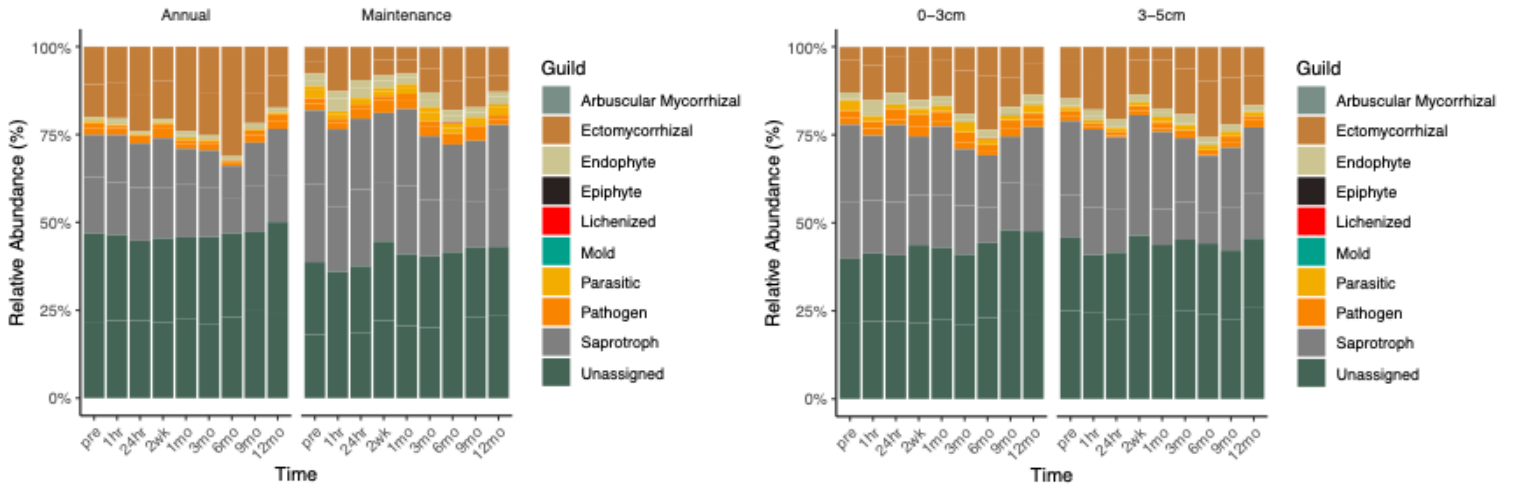 Annual
Maintenance
Relative Abundance (%)
100%
75%
50%
25%
0%
pre 1hr 24hr 2wk 1mo 3mo 6mo 9mo 12mo
pre 1hr 24hr 2wk 1mo 3mo 6mo 9mo 12mo
Time
Guild
Arbuscular Mycorrhizal
Ectomycorrhizal
Endophyte
Epiphyte
Lichenized
Mold
Parasitic
Pathogen
Saprotroph
Unassigned
0−3cm
3−5cm
Relative Abundance (%)
100%
75%
50%
25%
0%
pre 1hr 24hr 2wk 1mo 3mo 6mo 9mo 12mo
pre 1hr 24hr 2wk 1mo 3mo 6mo 9mo 12mo
Time
Guild
Arbuscular Mycorrhizal
Ectomycorrhizal
Endophyte
Epiphyte
Lichenized
Mold
Parasitic
Pathogen
Saprotroph
Unassigned